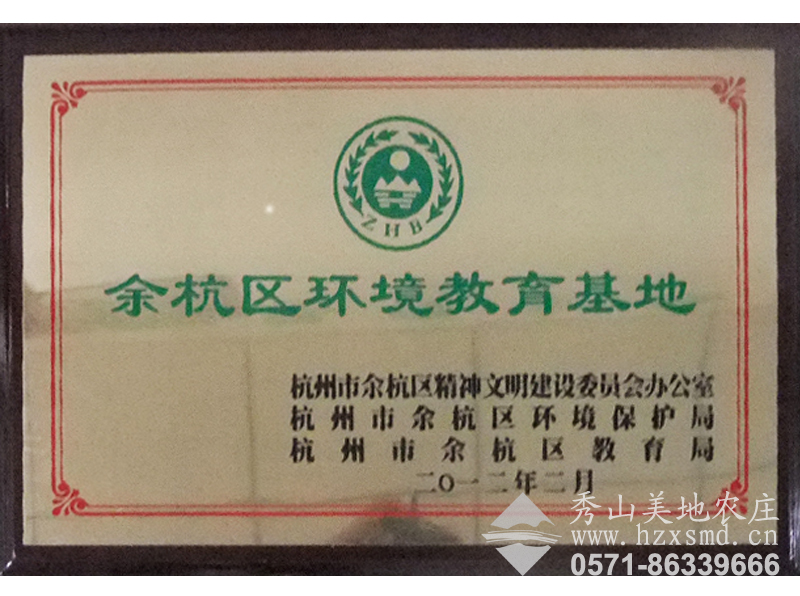 ZHB
余杭区环境教育基地
杭州市余杭区精神文明建设委员会办公室
杭州市余杭区环境保护局
杭州市余杭区教育局
二〇一二年二月
秀山美地农庄
www.hzxsmd.cn
0571-86339666